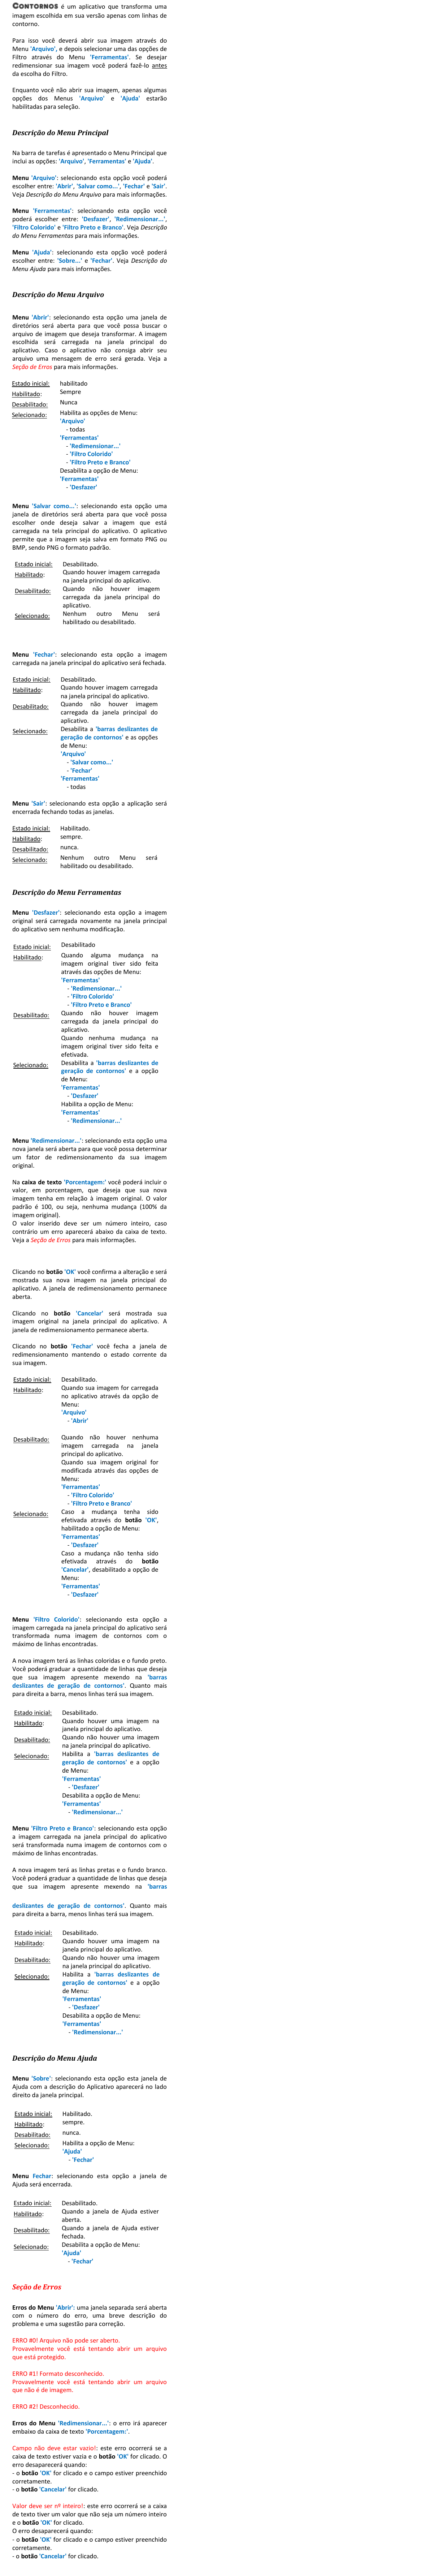 CONTORNOS é um aplicativo que transforma uma
imagem escolhida em sua versão apenas com linhas de
contorno.
Para isso você deverá abrir sua imagem através do
Menu 'Arquivo', e depois selecionar uma das opções de
Filtro através do Menu 'Ferramentas'. Se desejar
redimensionar sua imagem você poderá fazê-lo antes
da escolha do Filtro.
Enquanto você não abrir sua imagem, apenas algumas
opções dos Menus 'Arquivo' e 'Ajuda' estarão
habilitadas para seleção.
Descrição do Menu Principal
Na barra de tarefas é apresentado o Menu Principal que
inclui as opções: 'Arquivo', 'Ferramentas' e 'Ajuda'.
Menu 'Arquivo': selecionando esta opção você poderá
escolher entre: 'Abrir', 'Salvar como...', 'Fechar' e 'Sair'.
Veja Descrição do Menu Arquivo para mais informações.
Menu 'Ferramentas': selecionando esta opção você
poderá escolher entre: 'Desfazer', 'Redimensionar...',
'Filtro Colorido' e 'Filtro Preto e Branco'. Veja Descrição
do Menu Ferramentas para mais informações.
Menu 'Ajuda': selecionando esta opção você poderá
escolher entre: 'Sobre...' e 'Fechar'. Veja Descrição do
Menu Ajuda para mais informações.
Descrição do Menu Arquivo
Menu 'Abrir': selecionando esta opção uma janela de
diretórios será aberta para que você possa buscar o
arquivo de imagem que deseja transformar. A imagem
escolhida será carregada na janela principal do
aplicativo. Caso o aplicativo não consiga abrir seu
arquivo uma mensagem de erro será gerada. Veja a
Seção de Erros para mais informações.
Estado inicial: habilitado
Habilitado: Sempre
Desabilitado: Nunca
Selecionado: Habilita as opções de Menu:
'Arquivo'
- todas
'Ferramentas'
- 'Redimensionar...'
- 'Filtro Colorido'
- 'Filtro Preto e Branco'
Desabilita a opção de Menu:
'Ferramentas'
- 'Desfazer'
Menu 'Salvar como...': selecionando esta opção uma
janela de diretórios será aberta para que você possa
escolher onde deseja salvar a imagem que está
carregada na tela principal do aplicativo. O aplicativo
permite que a imagem seja salva em formato PNG ou
BMP, sendo PNG o formato padrão.
Estado inicial: Desabilitado.
Habilitado: Quando houver imagem carregada
na janela principal do aplicativo.
Desabilitado: Quando não houver imagem
carregada da janela principal do
aplicativo.
Selecionado: Nenhum outro Menu será
habilitado ou desabilitado.
Menu 'Fechar': selecionando esta opção a imagem
carregada na janela principal do aplicativo será fechada.
Estado inicial: Desabilitado.
Habilitado: Quando houver imagem carregada
na janela principal do aplicativo.
Desabilitado: Quando não houver imagem
carregada da janela principal do
aplicativo.
Selecionado: Desabilita a 'barras deslizantes de
geração de contornos' e as opções
de Menu:
'Arquivo'
- 'Salvar como...'
- 'Fechar'
'Ferramentas'
- todas
Menu 'Sair': selecionando esta opção a aplicação será
encerrada fechando todas as janelas.
Estado inicial: Habilitado.
Habilitado: sempre.
Desabilitado: nunca.
Selecionado: Nenhum outro Menu será
habilitado ou desabilitado.
Descrição do Menu Ferramentas
Menu 'Desfazer': selecionando esta opção a imagem
original será carregada novamente na janela principal
do aplicativo sem nenhuma modificação.
Estado inicial: Desabilitado
Habilitado: Quando alguma mudança na
imagem original tiver sido feita
através das opções de Menu:
'Ferramentas'
- 'Redimensionar...'
- 'Filtro Colorido'
- 'Filtro Preto e Branco'
Desabilitado: Quando não houver imagem
carregada da janela principal do
aplicativo.
Quando nenhuma mudança na
imagem original tiver sido feita e
efetivada.
Selecionado: Desabilita a 'barras deslizantes de
geração de contornos' e a opção
de Menu:
'Ferramentas'
- 'Desfazer'
Habilita a opção de Menu:
'Ferramentas'
- 'Redimensionar...'
Menu 'Redimensionar...': selecionando esta opção uma
nova janela será aberta para que você possa determinar
um fator de redimensionamento da sua imagem
original.
Na caixa de texto 'Porcentagem:' você poderá incluir o
valor, em porcentagem, que deseja que sua nova
imagem tenha em relação à imagem original. O valor
padrão é 100, ou seja, nenhuma mudança (100% da
imagem original).
O valor inserido deve ser um número inteiro, caso
contrário um erro aparecerá abaixo da caixa de texto.
Veja a Seção de Erros para mais informações.
Clicando no botão 'OK' você confirma a alteração e será
mostrada sua nova imagem na janela principal do
aplicativo. A janela de redimensionamento permanece
aberta.
Clicando no botão 'Cancelar' será mostrada sua
imagem original na janela principal do aplicativo. A
janela de redimensionamento permanece aberta.
Clicando no botão 'Fechar' você fecha a janela de
redimensionamento mantendo o estado corrente da
sua imagem.
Estado inicial: Desabilitado.
Habilitado: Quando sua imagem for carregada
no aplicativo através da opção de
Menu:
'Arquivo'
- 'Abrir'
Desabilitado: Quando não houver nenhuma
imagem carregada na janela
principal do aplicativo.
Quando sua imagem original for
modificada através das opções de
Menu:
'Ferramentas'
- 'Filtro Colorido'
- 'Filtro Preto e Branco'
Selecionado: Caso a mudança tenha sido
efetivada através do botão 'OK',
habilitado a opção de Menu:
'Ferramentas'
- 'Desfazer'
Caso a mudança não tenha sido
efetivada através do botão
'Cancelar', desabilitado a opção de
Menu:
'Ferramentas'
- 'Desfazer'
Menu 'Filtro Colorido': selecionando esta opção a
imagem carregada na janela principal do aplicativo será
transformada numa imagem de contornos com o
máximo de linhas encontradas.
A nova imagem terá as linhas coloridas e o fundo preto.
Você poderá graduar a quantidade de linhas que deseja
que sua imagem apresente mexendo na 'barras
deslizantes de geração de contornos'. Quanto mais
para direita a barra, menos linhas terá sua imagem.
Estado inicial: Desabilitado.
Habilitado: Quando houver uma imagem na
janela principal do aplicativo.
Desabilitado: Quando não houver uma imagem
na janela principal do aplicativo.
Selecionado: Habilita a 'barras deslizantes de
geração de contornos' e a opção
de Menu:
'Ferramentas'
- 'Desfazer'
Desabilita a opção de Menu:
'Ferramentas'
- 'Redimensionar...'
Menu 'Filtro Preto e Branco': selecionando esta opção
a imagem carregada na janela principal do aplicativo
será transformada numa imagem de contornos com o
máximo de linhas encontradas.
A nova imagem terá as linhas pretas e o fundo branco.
Você poderá graduar a quantidade de linhas que deseja
que sua imagem apresente mexendo na 'barras
deslizantes de geração de contornos'. Quanto mais
para direita a barra, menos linhas terá sua imagem.
Estado inicial: Desabilitado.
Habilitado: Quando houver uma imagem na
janela principal do aplicativo.
Desabilitado: Quando não houver uma imagem
na janela principal do aplicativo.
Selecionado: Habilita a 'barras deslizantes de
geração de contornos' e a opção
de Menu:
'Ferramentas'
- 'Desfazer'
Desabilita a opção de Menu:
'Ferramentas'
- 'Redimensionar...'
Descrição do Menu Ajuda
Menu 'Sobre': selecionando esta opção esta janela de
Ajuda com a descrição do Aplicativo aparecerá no lado
direito da janela principal.
Estado inicial: Habilitado.
Habilitado: sempre.
Desabilitado: nunca.
Selecionado: Habilita a opção de Menu:
'Ajuda'
- 'Fechar'
Menu Fechar: selecionando esta opção a janela de
Ajuda será encerrada.
Estado inicial: Desabilitado.
Habilitado: Quando a janela de Ajuda estiver
aberta.
Desabilitado: Quando a janela de Ajuda estiver
fechada.
Selecionado: Desabilita a opção de Menu:
'Ajuda'
- 'Fechar'
Seção de Erros
Erros do Menu 'Abrir': uma janela separada será aberta
com o número do erro, uma breve descrição do
problema e uma sugestão para correção.
ERRO #0! Arquivo não pode ser aberto.
Provavelmente você está tentando abrir um arquivo
que está protegido.
ERRO #1! Formato desconhecido.
Provavelmente você está tentando abrir um arquivo
que não é de imagem.
ERRO #2! Desconhecido.
Erros do Menu 'Redimensionar...': o erro irá aparecer
embaixo da caixa de texto 'Porcentagem:'.
Campo não deve estar vazio!: este erro ocorrerá se a
caixa de texto estiver vazia e o botão 'OK' for clicado. O
erro desaparecerá quando:
- o botão 'OK' for clicado e o campo estiver preenchido
corretamente.
- o botão 'Cancelar' for clicado.
Valor deve ser nº inteiro!: este erro ocorrerá se a caixa
de texto tiver um valor que não seja um número inteiro
e o botão 'OK' for clicado.
O erro desaparecerá quando:
- o botão 'OK' for clicado e o campo estiver preenchido
corretamente.
- o botão 'Cancelar' for clicado.